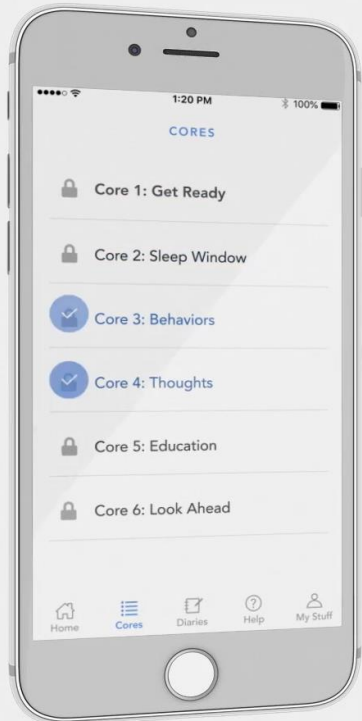 1:20 PM
100%
CORES
Core 1: Get Ready
Core 2: Sleep Window
Core 3: Behaviors
Core 4: Thoughts
Core 5: Education
Core 6: Look Ahead
Home
Cores
Diaries
Help
My Stuff